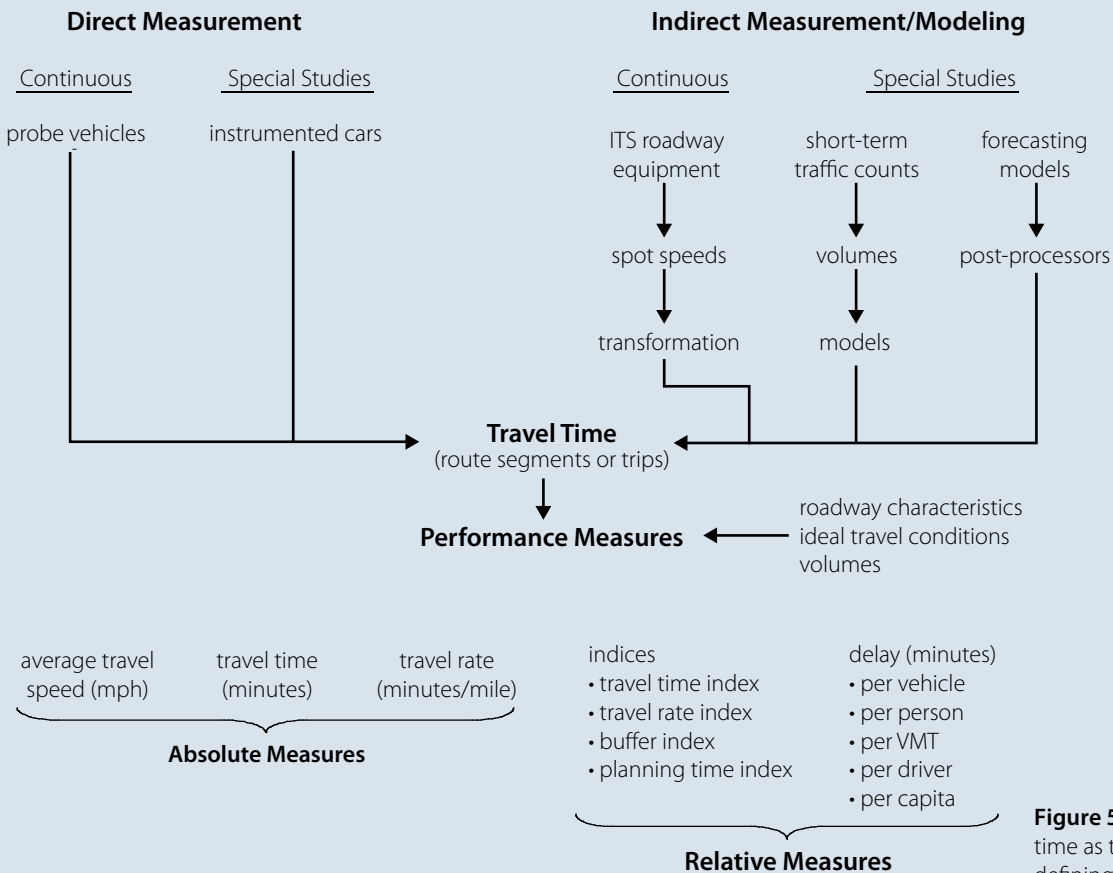 Direct Measurement
Indirect Measurement/Modeling
Continuous
Special Studies
Continuous
Special Studies
probe vehicles
instrumented cars
ITS roadway
equipment
short-term
traffic counts
forecasting
models
spot speeds
volumes
post-processors
transformation
models
Travel Time
(route segments or trips)
Performance Measures
roadway characteristics
ideal travel conditions
volumes
average travel
speed (mph)
travel time
(minutes)
travel rate
(minutes/mile)
Absolute Measures
indices
• travel time index
• travel rate index
• buffer index
• planning time index
delay (minutes)
• per vehicle
• per person
• per VMT
• per driver
• per capita
Relative Measures
Figure 5
time as t
defining